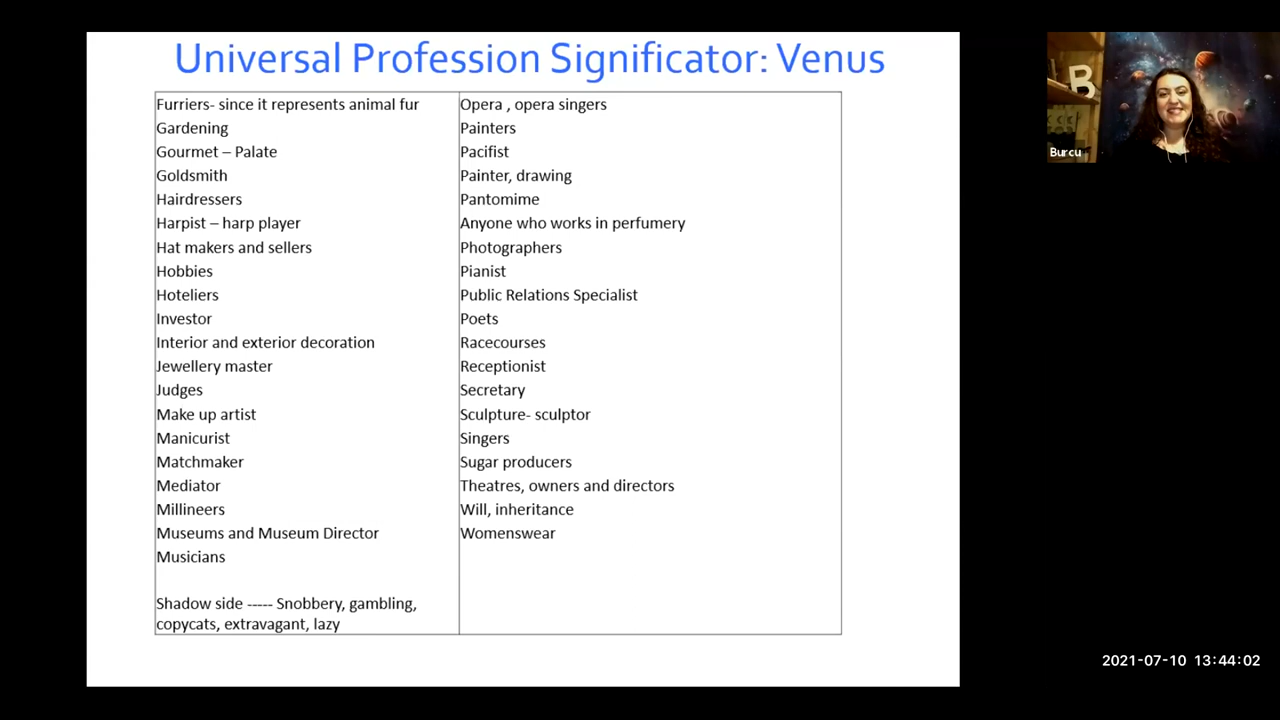 Universal Profession Significator: Venus
Furriers- since it represents animal fur
Gardening
Gourmet – Palate
Goldsmith
Hairdressers
Harpist – harp player
Hat makers and sellers
Hobbies
Hoteliers
Investor
Interior and exterior decoration
Jewellery master
Judges
Make up artist
Manicurist
Matchmaker
Mediator
Millineers
Museums and Museum Director
Musicians
Shadow side ----- Snobbery, gambling,
copycats, extravagant, lazy
Opera , opera singers
Painters
Pacifist
Painter, drawing
Pantomime
Anyone who works in perfumery
Photographers
Pianist
Public Relations Specialist
Poets
Racecourses
Receptionist
Secretary
Sculpture- sculptor
Singers
Sugar producers
Theatres, owners and directors
Will, inheritance
Womenswear
B
Burcu
2021-07-10 13:44:02